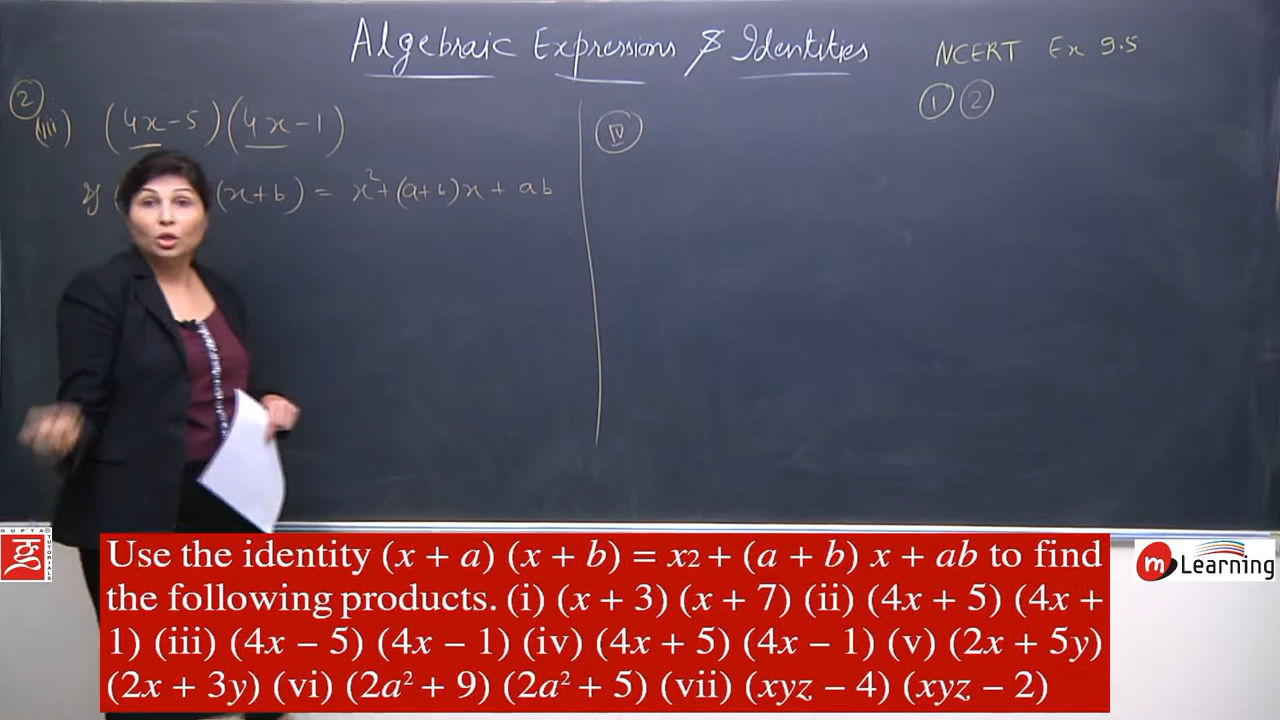 Algebraic Expressions & Identities
NCERT Ex 9.5
① ②
②
(iii) (4x-5)(4x-1)
(x+b) = x²+(a+b)x + ab
Ⓘⓥ
GUPTA
TUTORIALS
Use the identity (x + a) (x + b) = x2 + (a + b) x + ab to find
the following products. (i) (x + 3) (x + 7) (ii) (4x + 5) (4x +
1) (iii) (4x – 5) (4x – 1) (iv) (4x + 5) (4x – 1) (v) (2x + 5y)
(2x + 3y) (vi) (2a² + 9) (2a² + 5) (vii) (xyz – 4) (xyz – 2)
m Learning